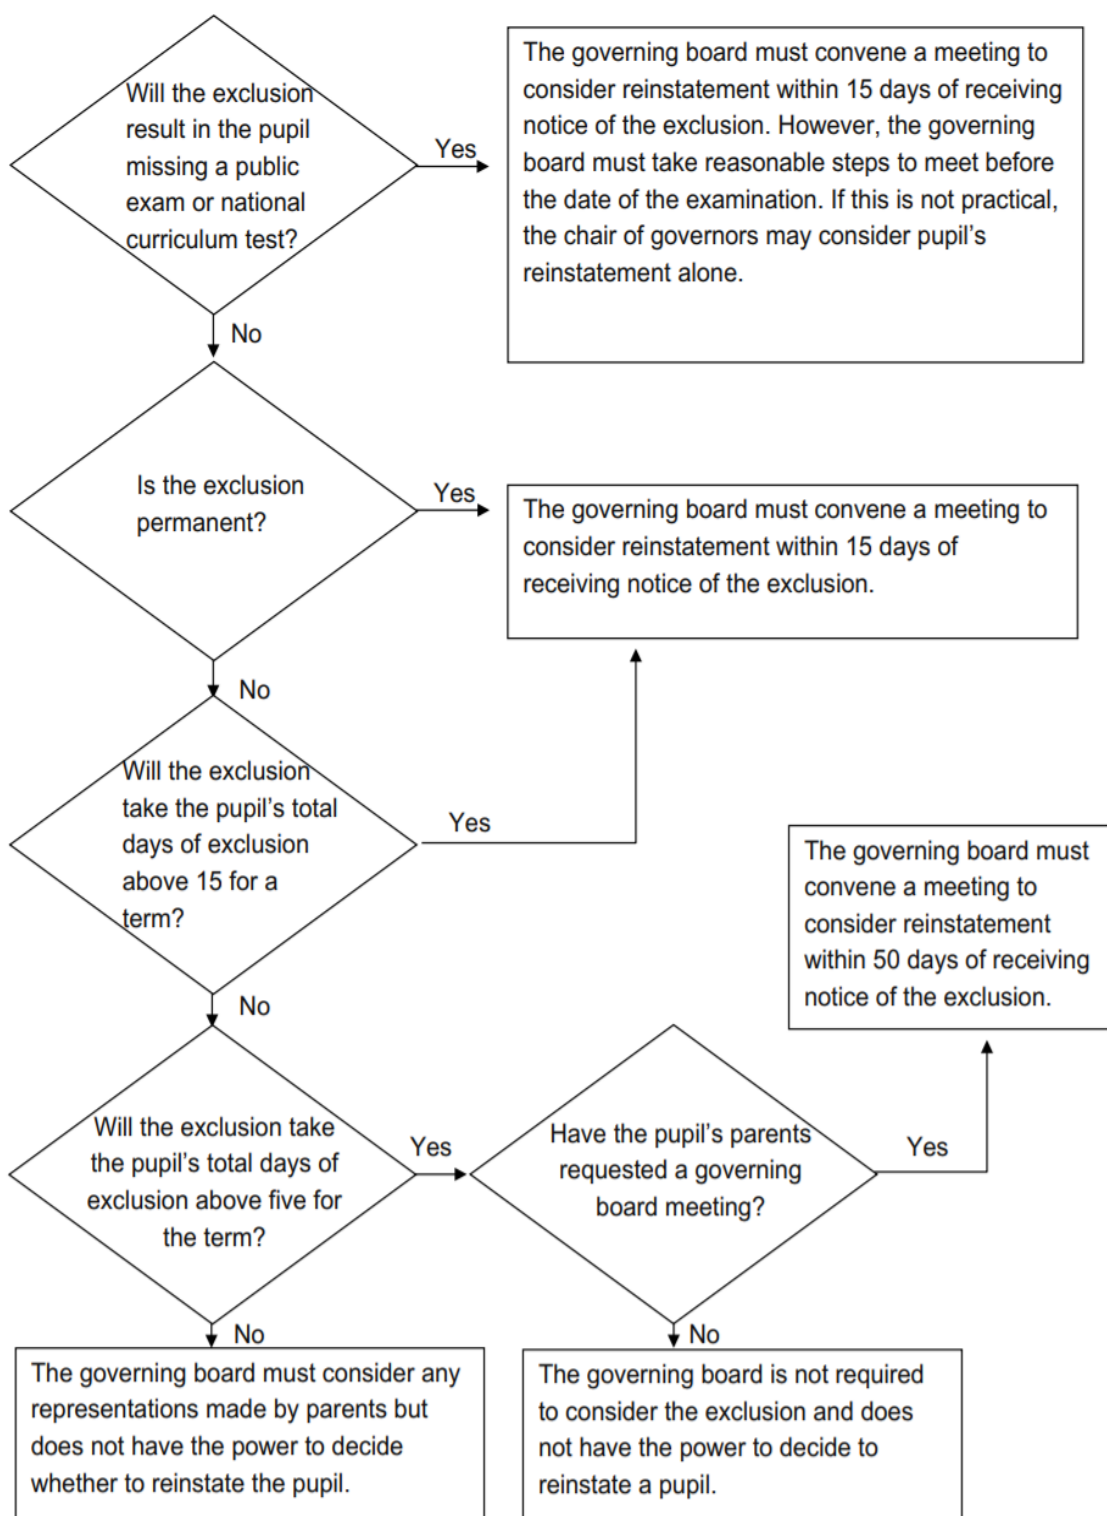 Will the exclusion
result in the pupil
missing a public
exam or national
curriculum test?
Yes
The governing board must convene a meeting to
consider reinstatement within 15 days of receiving
notice of the exclusion. However, the governing
board must take reasonable steps to meet before
the date of the examination. If this is not practical,
the chair of governors may consider pupil's
reinstatement alone.
No
Is the exclusion
permanent?
Yes
The governing board must convene a meeting to
consider reinstatement within 15 days of
receiving notice of the exclusion.
No
Will the exclusion
take the pupil's total
days of exclusion
above 15 for a
term?
Yes
The governing board must
convene a meeting to
consider reinstatement
within 50 days of receiving
notice of the exclusion.
No
Will the exclusion take
the pupil's total days of
exclusion above five for
the term?
Yes
Have the pupil's parents
requested a governing
board meeting?
Yes
No
The governing board must consider any
representations made by parents but
does not have the power to decide
whether to reinstate the pupil.
No
The governing board is not required
to consider the exclusion and does
not have the power to decide to
reinstate a pupil.